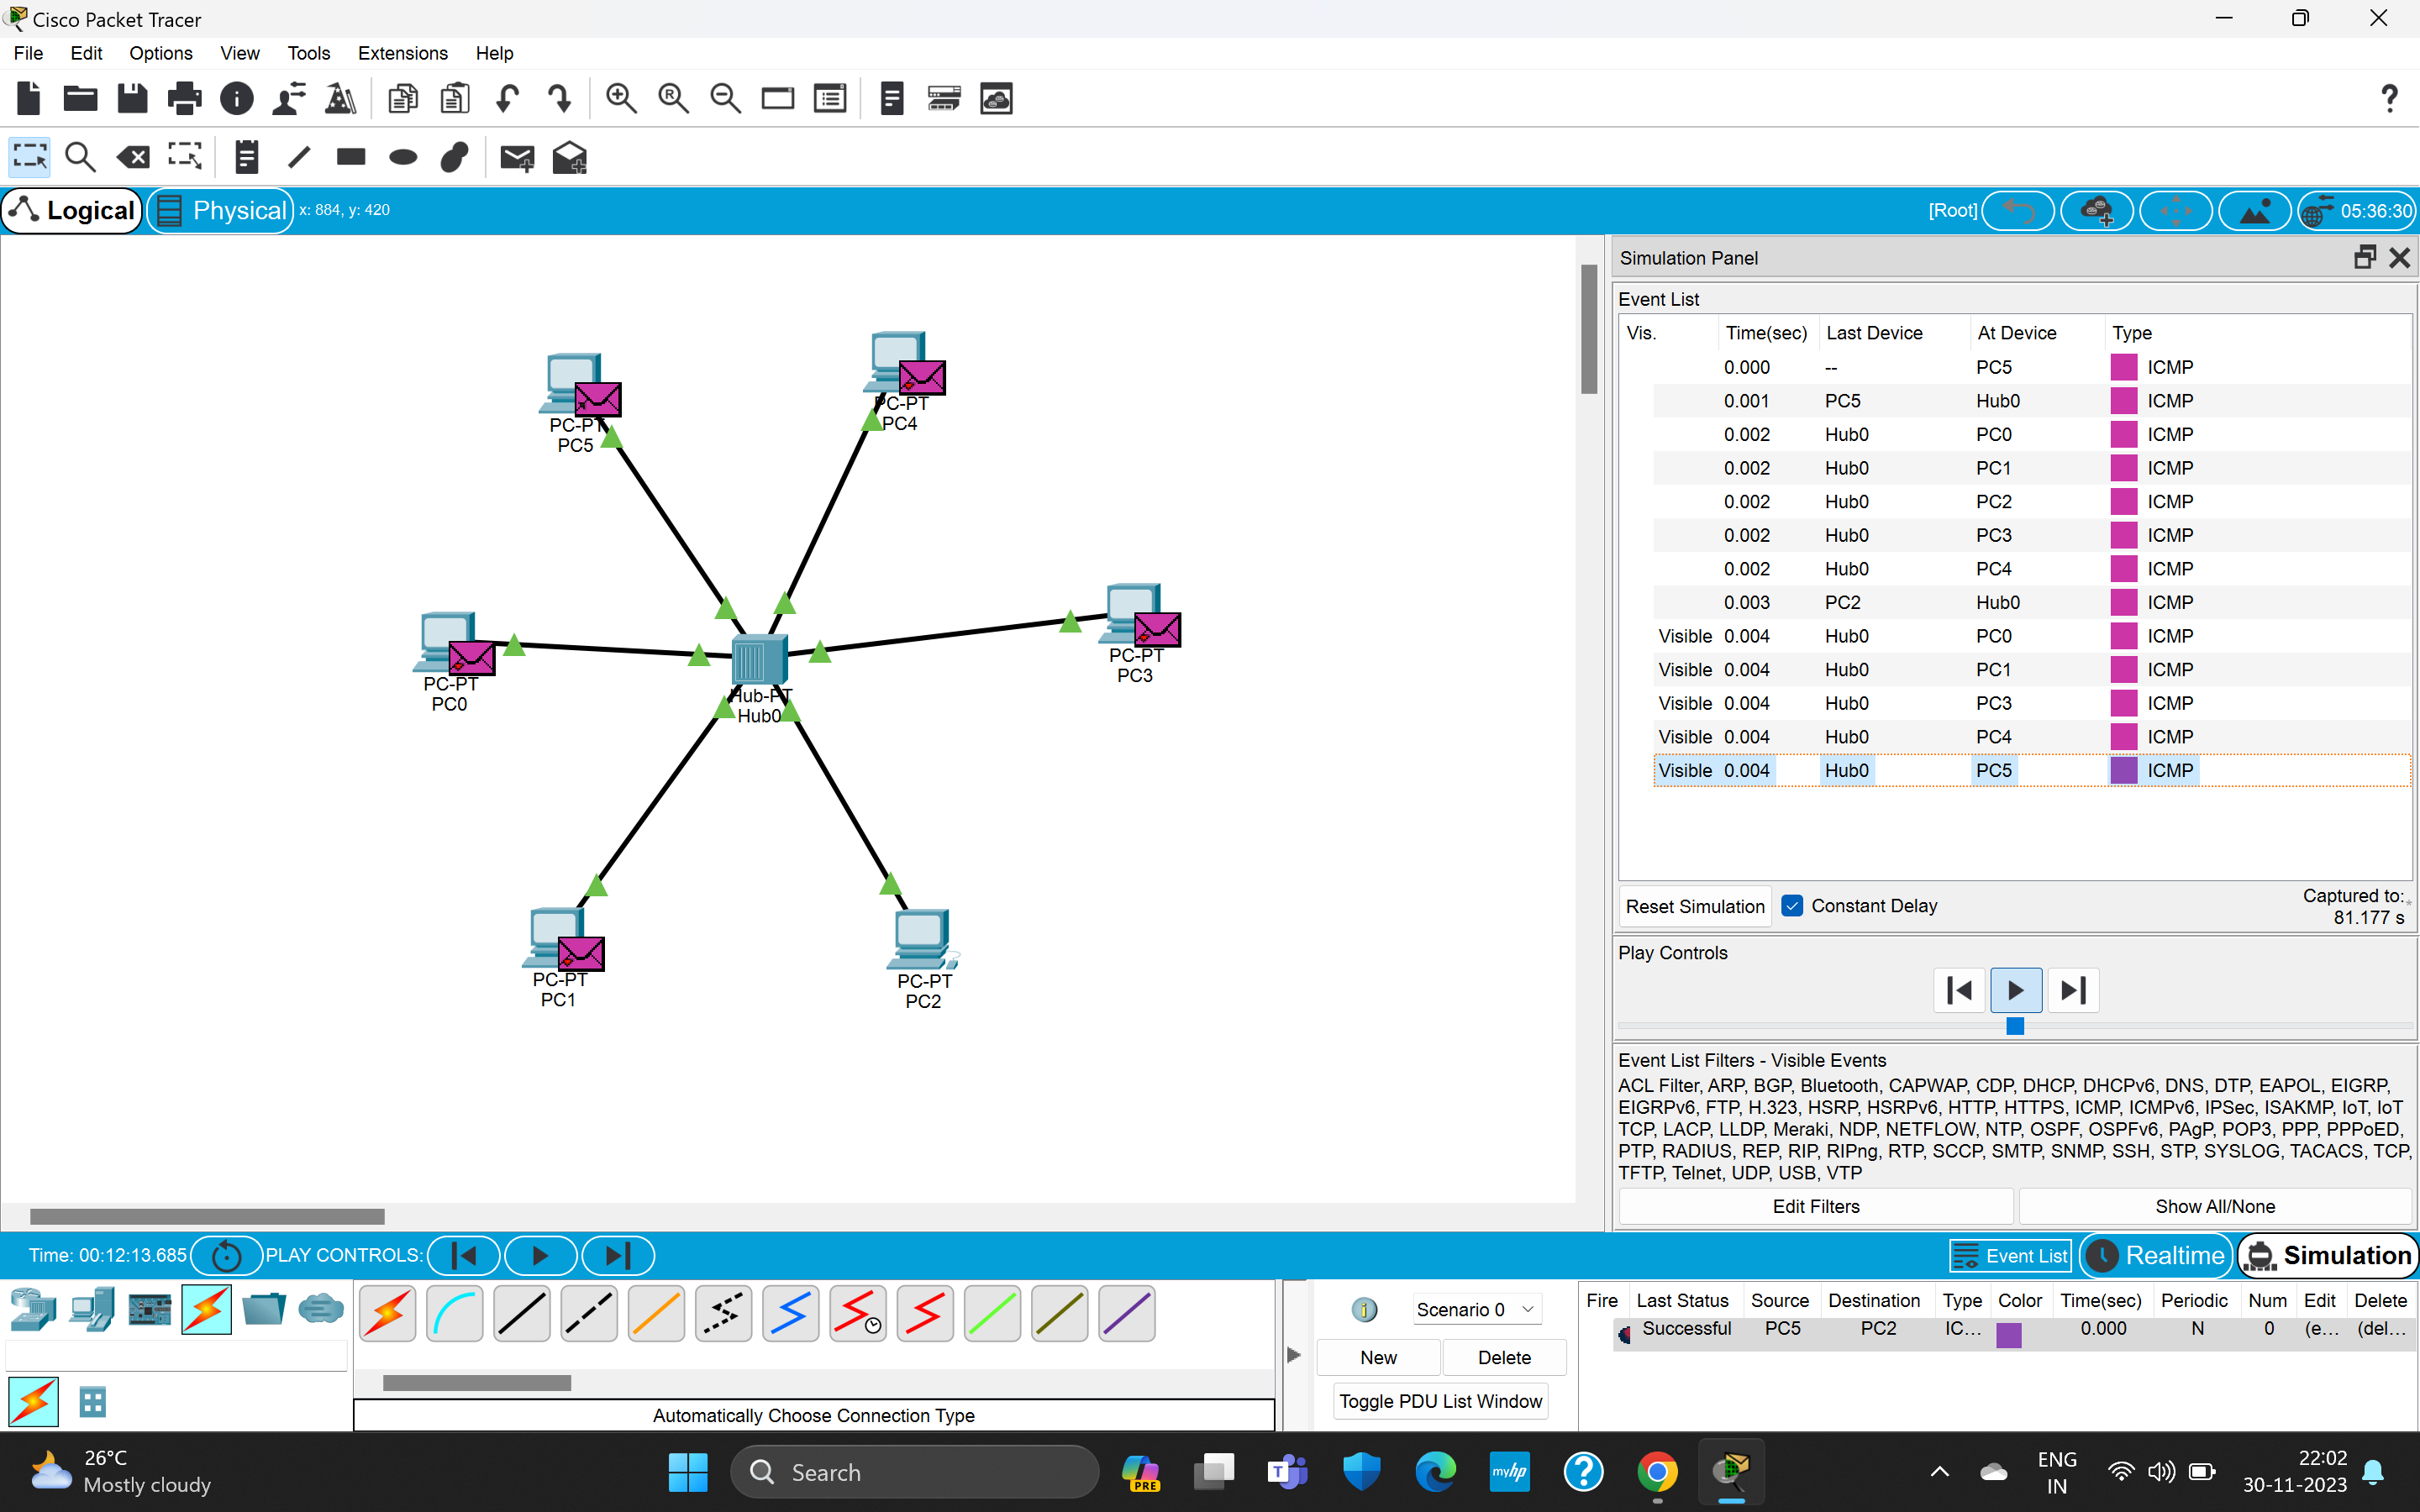 Cisco Packet Tracer
File Edit Options View Tools Extensions Help
Logical Physical x: 884, y: 420 [Root] 05:36:30
Simulation Panel
Event List
Vis. Time(sec) Last Device At Device Type
0.000 -- PC5 ICMP
0.001 PC5 Hub0 ICMP
0.002 Hub0 PC0 ICMP
0.002 Hub0 PC1 ICMP
0.002 Hub0 PC2 ICMP
0.002 Hub0 PC3 ICMP
0.002 Hub0 PC4 ICMP
0.003 PC2 Hub0 ICMP
Visible 0.004 Hub0 PC0 ICMP
Visible 0.004 Hub0 PC1 ICMP
Visible 0.004 Hub0 PC3 ICMP
Visible 0.004 Hub0 PC4 ICMP
Visible 0.004 Hub0 PC5 ICMP
PC-PT
PC5
PC-PT
PC4
PC-PT
PC3
PC-PT
PC0
Hub-PT
Hub0
PC-PT
PC1
PC-PT
PC2
Reset Simulation Constant Delay Captured to:*
81.177 s
Play Controls
Event List Filters - Visible Events
ACL Filter, ARP, BGP, Bluetooth, CAPWAP, CDP, DHCP, DHCPv6, DNS, DTP, EAPOL, EIGRP,
EIGRPv6, FTP, H.323, HSRP, HSRPv6, HTTP, HTTPS, ICMP, ICMPv6, IPSec, ISAKMP, IoT, IoT
TCP, LACP, LLDP, Meraki, NDP, NETFLOW, NTP, OSPF, OSPFv6, PAgP, POP3, PPP, PPPoED,
PTP, RADIUS, REP, RIP, RIPng, RTP, SCCP, SMTP, SNMP, SSH, STP, SYSLOG, TACACS, TCP,
TFTP, Telnet, UDP, USB, VTP
Edit Filters Show All/None
Time: 00:12:13.685 PLAY CONTROLS: Event List Realtime Simulation
Scenario 0
New Delete
Toggle PDU List Window
Fire Last Status Source Destination Type Color Time(sec) Periodic Num Edit Delete
Successful PC5 PC2 IC... 0.000 N 0 (e... (del...
Automatically Choose Connection Type
26°C
Mostly cloudy
Search
PRE
T
myhp
ENG
IN
22:02
30-11-2023